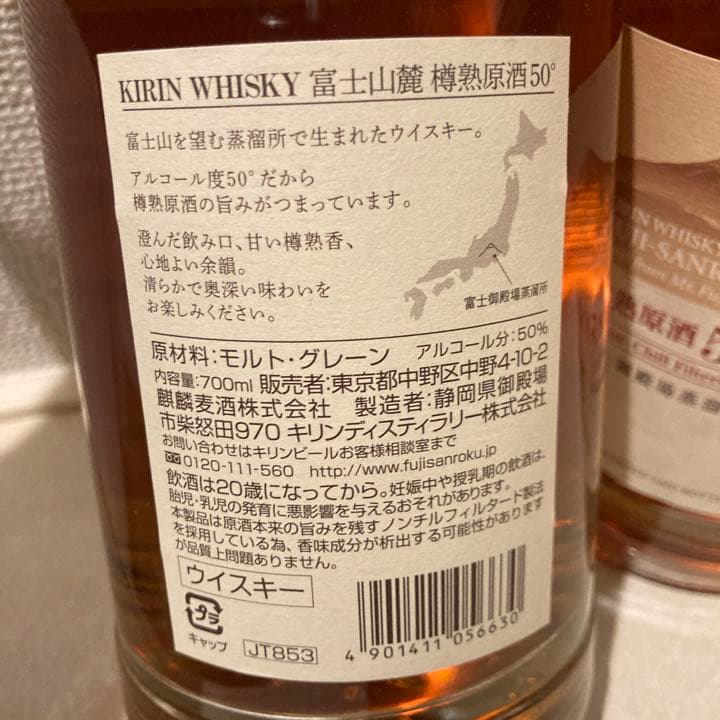 KIRIN WHISKY 富士山麓 樽熟原酒50°
富士山を望む蒸溜所で生まれたウイスキー。
アルコール度50°だから
樽熟原酒の旨みがつまっています。
澄んだ飲み口、甘い樽熟香、
心地よい余韻。
清らかで奥深い味わいを
お楽しみください。
富士御殿場蒸溜所
原材料:モルト・グレーン アルコール分:50%
内容量:700ml 販売者:東京都中野区中野4-10-2
麒麟麦酒株式会社 製造者:静岡県御殿場
市柴怒田970 キリンディスティラリー株式会社
お問い合わせはキリンビールお客様相談室まで
0120-111-560 http://www.fujisanroku.jp/
飲酒は20歳になってから。妊娠中や授乳期の飲酒は、
胎児・乳児の発育に悪影響を与えるおそれがあります。
本製品は原酒本来の旨みを残すノンチルフィルタード製法
を採用している為、香味成分が析出する可能性があります
が品質上問題ありません。
ウイスキー
プラ
キャップ
JT853
4 901411 056630
KIRIN WHISKY
熟原酒 5